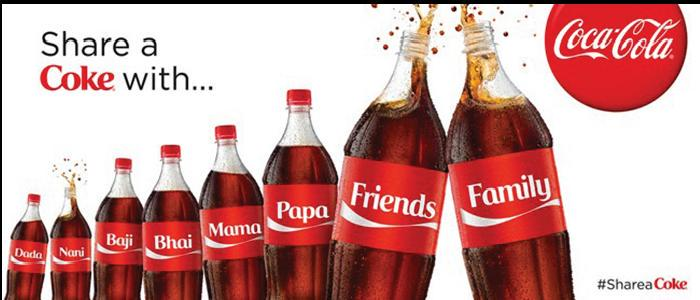 Share a
Coke with...
Coca-Cola
Dada
Nani
Baji
Bhai
Mama
Papa
Friends
Family
#ShareaCoke